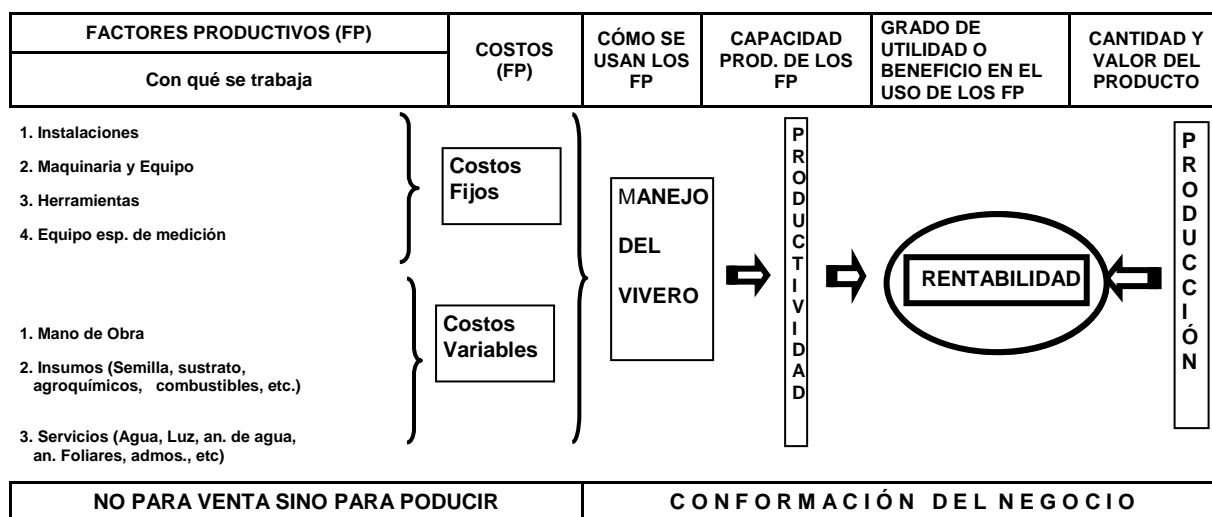 FACTORES PRODUCTIVOS (FP)
Con qué se trabaja
COSTOS
(FP)
CÓMO SE
USAN LOS
FP
CAPACIDAD
PROD. DE LOS
FP
GRADO DE
UTILIDAD O
BENEFICIO EN EL
USO DE LOS FP
CANTIDAD Y
VALOR DEL
PRODUCTO
1. Instalaciones
2. Maquinaria y Equipo
3. Herramientas
4. Equipo esp. de medición
Costos
Fijos
1. Mano de Obra
2. Insumos (Semilla, sustrato,
agroquímicos, combustibles, etc.)
3. Servicios (Agua, Luz, an. de agua,
an. Foliares, admos., etc)
Costos
Variables
MANEJO
DEL
VIVERO
PRODUCTIVIDAD
RENTABILIDAD
PRODUCCIÓN
NO PARA VENTA SINO PARA PODUCIR
CONFORMACIÓN DEL NEGOCIO